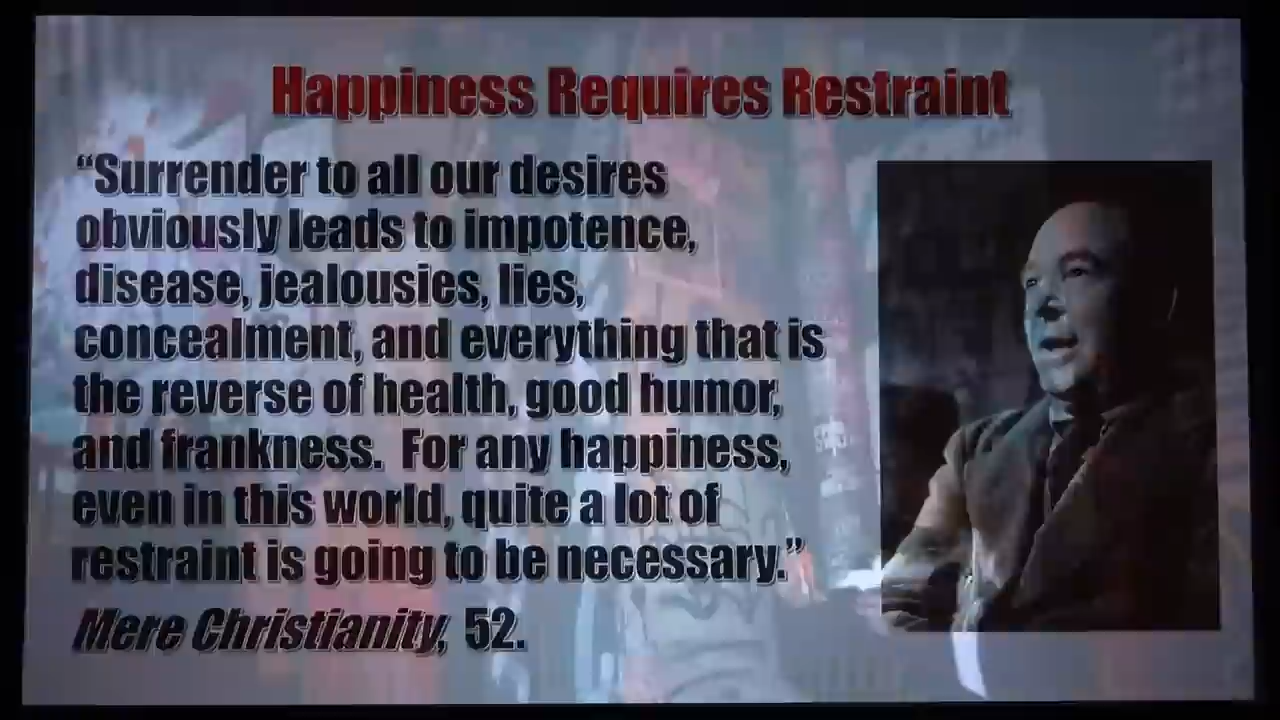 Happiness Requires Restraint
“Surrender to all our desires
obviously leads to impotence,
disease, jealousies, lies,
concealment, and everything that is
the reverse of health, good humor,
and frankness. For any happiness,
even in this world, quite a lot of
restraint is going to be necessary.”
Mere Christianity, 52.